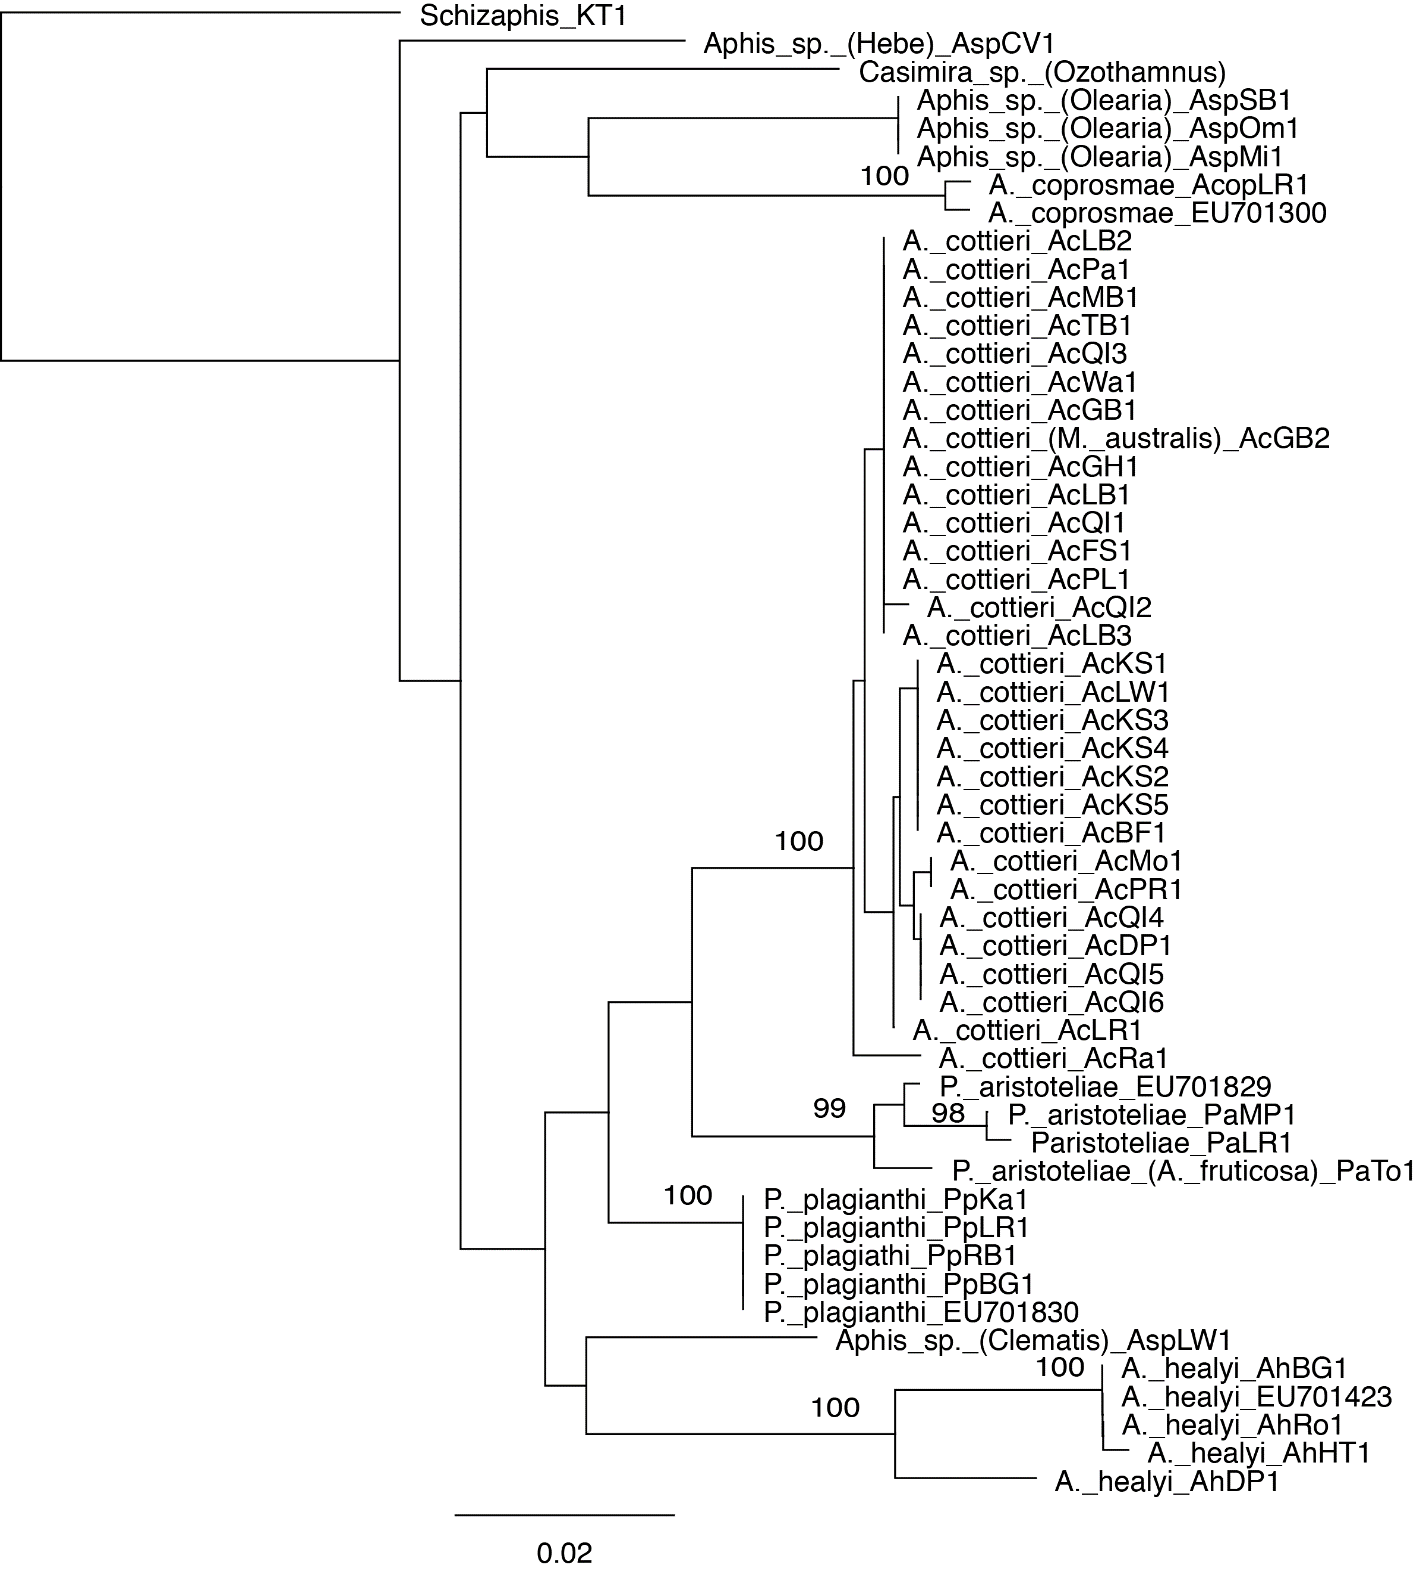 Schizaphis_KT1
Aphis_sp._(Hebe)_AspCV1
Casimira_sp._(Ozothamnus)
Aphis_sp._(Olearia)_AspSB1
Aphis_sp._(Olearia)_AspOm1
Aphis_sp._(Olearia)_AspMi1
100
A._coprosmae_AcopLR1
A._coprosmae_EU701300
A._cottieri_AcLB2
A._cottieri_AcPa1
A._cottieri_AcMB1
A._cottieri_AcTB1
A._cottieri_AcQI3
A._cottieri_AcWa1
A._cottieri_AcGB1
A._cottieri_(M._australis)_AcGB2
A._cottieri_AcGH1
A._cottieri_AcLB1
A._cottieri_AcQI1
A._cottieri_AcFS1
A._cottieri_AcPL1
A._cottieri_AcQI2
A._cottieri_AcLB3
A._cottieri_AcKS1
A._cottieri_AcLW1
A._cottieri_AcKS3
A._cottieri_AcKS4
A._cottieri_AcKS2
A._cottieri_AcKS5
A._cottieri_AcBF1
100
A._cottieri_AcMo1
A._cottieri_AcPR1
A._cottieri_AcQI4
A._cottieri_AcDP1
A._cottieri_AcQI5
A._cottieri_AcQI6
A._cottieri_AcLR1
A._cottieri_AcRa1
P._aristoteliae_EU701829
99
98
P._aristoteliae_PaMP1
Paristoteliae_PaLR1
P._aristoteliae_(A._fruticosa)_PaTo1
100
P._plagianthi_PpKa1
P._plagianthi_PpLR1
P._plagiathi_PpRB1
P._plagianthi_PpBG1
P._plagianthi_EU701830
Aphis_sp._(Clematis)_AspLW1
100
A._healyi_AhBG1
A._healyi_EU701423
100
A._healyi_AhRo1
A._healyi_AhHT1
A._healyi_AhDP1
0.02